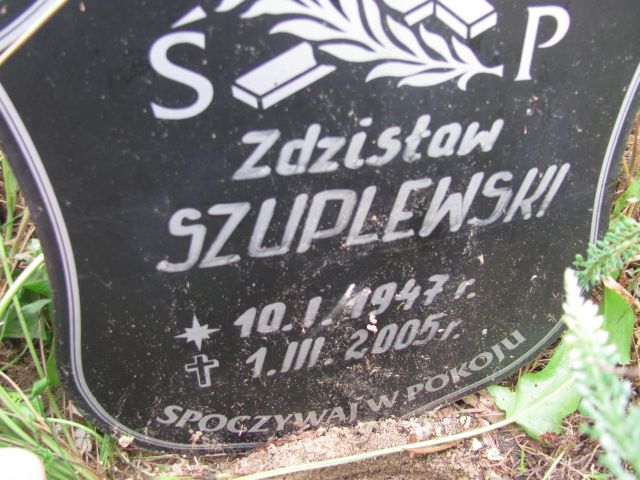 Ś P
Zdzisław
SZUPLEWSKI
10.I.1947 r.
1.III.2005 r.
SPOCZYWAJ W POKOJU